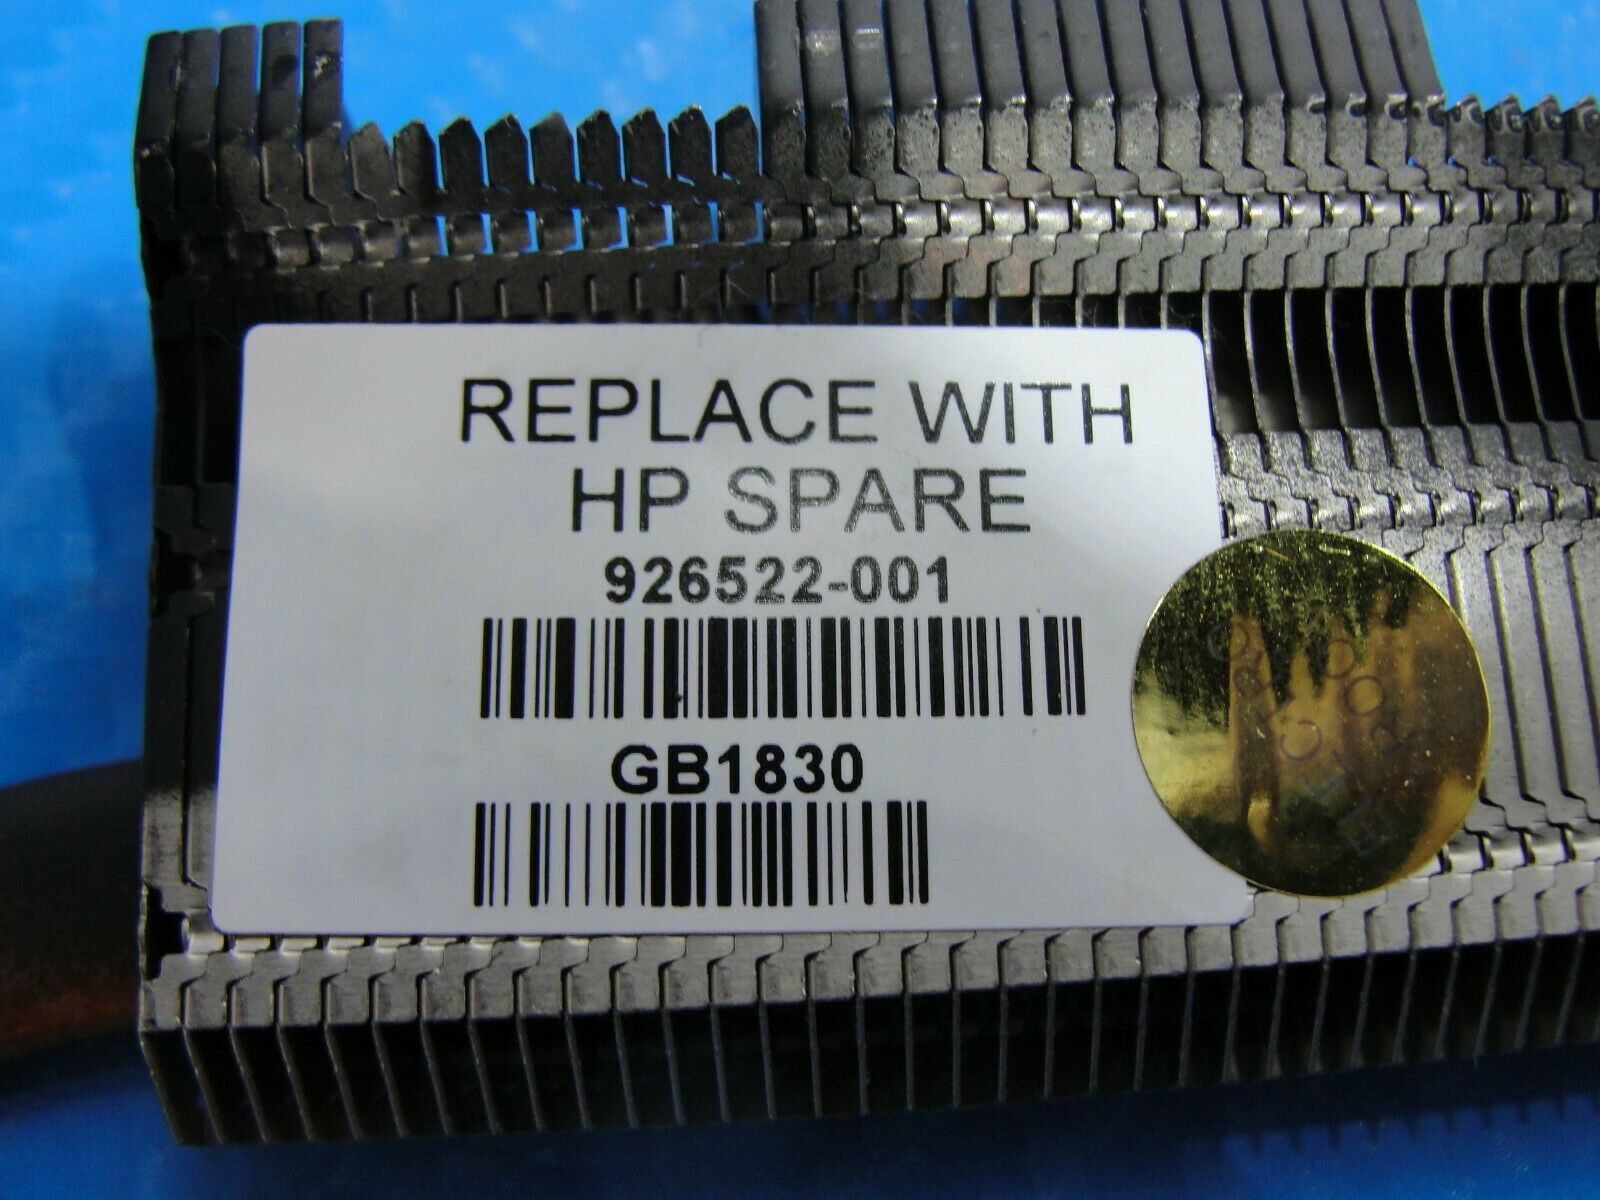 REPLACE WITH
HP SPARE
926522-001
GB1830